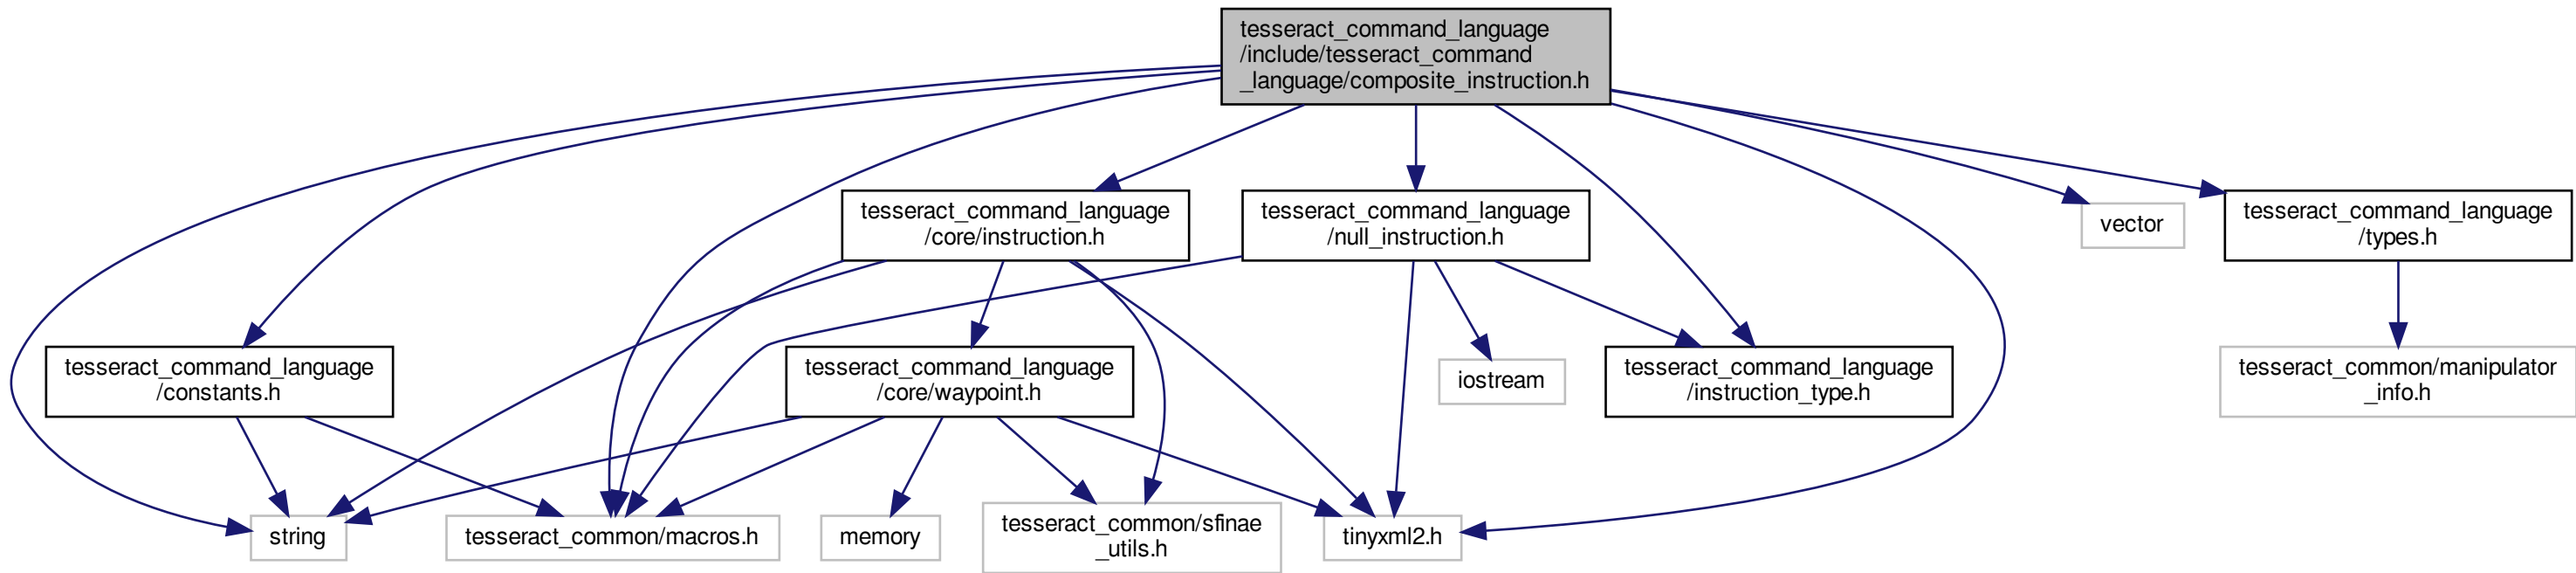 tesseract_command_language
/include/tesseract_command
_language/composite_instruction.h
tesseract_command_language
/core/instruction.h
tesseract_command_language
/null_instruction.h
vector
tesseract_command_language
/types.h
tesseract_command_language
/constants.h
tesseract_command_language
/core/waypoint.h
iostream
tesseract_command_language
/instruction_type.h
tesseract_common/manipulator
_info.h
string
tesseract_common/macros.h
memory
tesseract_common/sfinae
_utils.h
tinyxml2.h